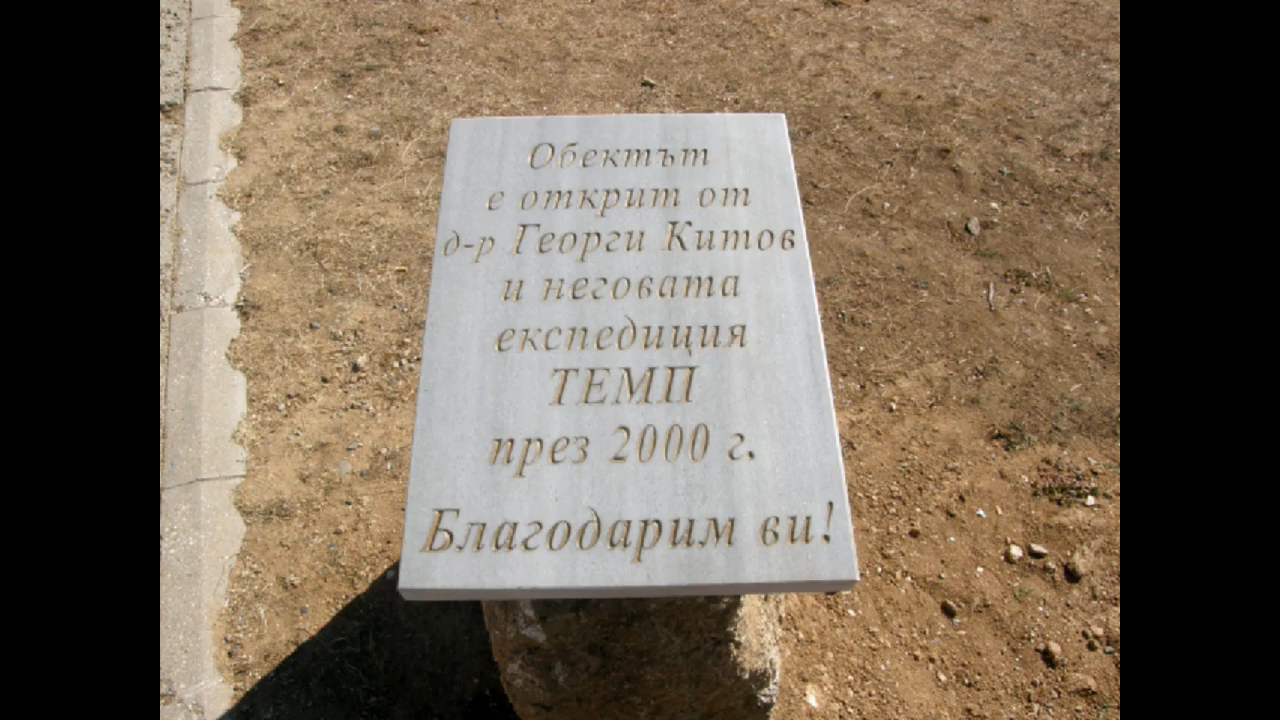 Обектът
е открит от
д-р Георги Китов
и неговата
експедиция
ТЕМП
през 2000 г.
Благодарим ви!